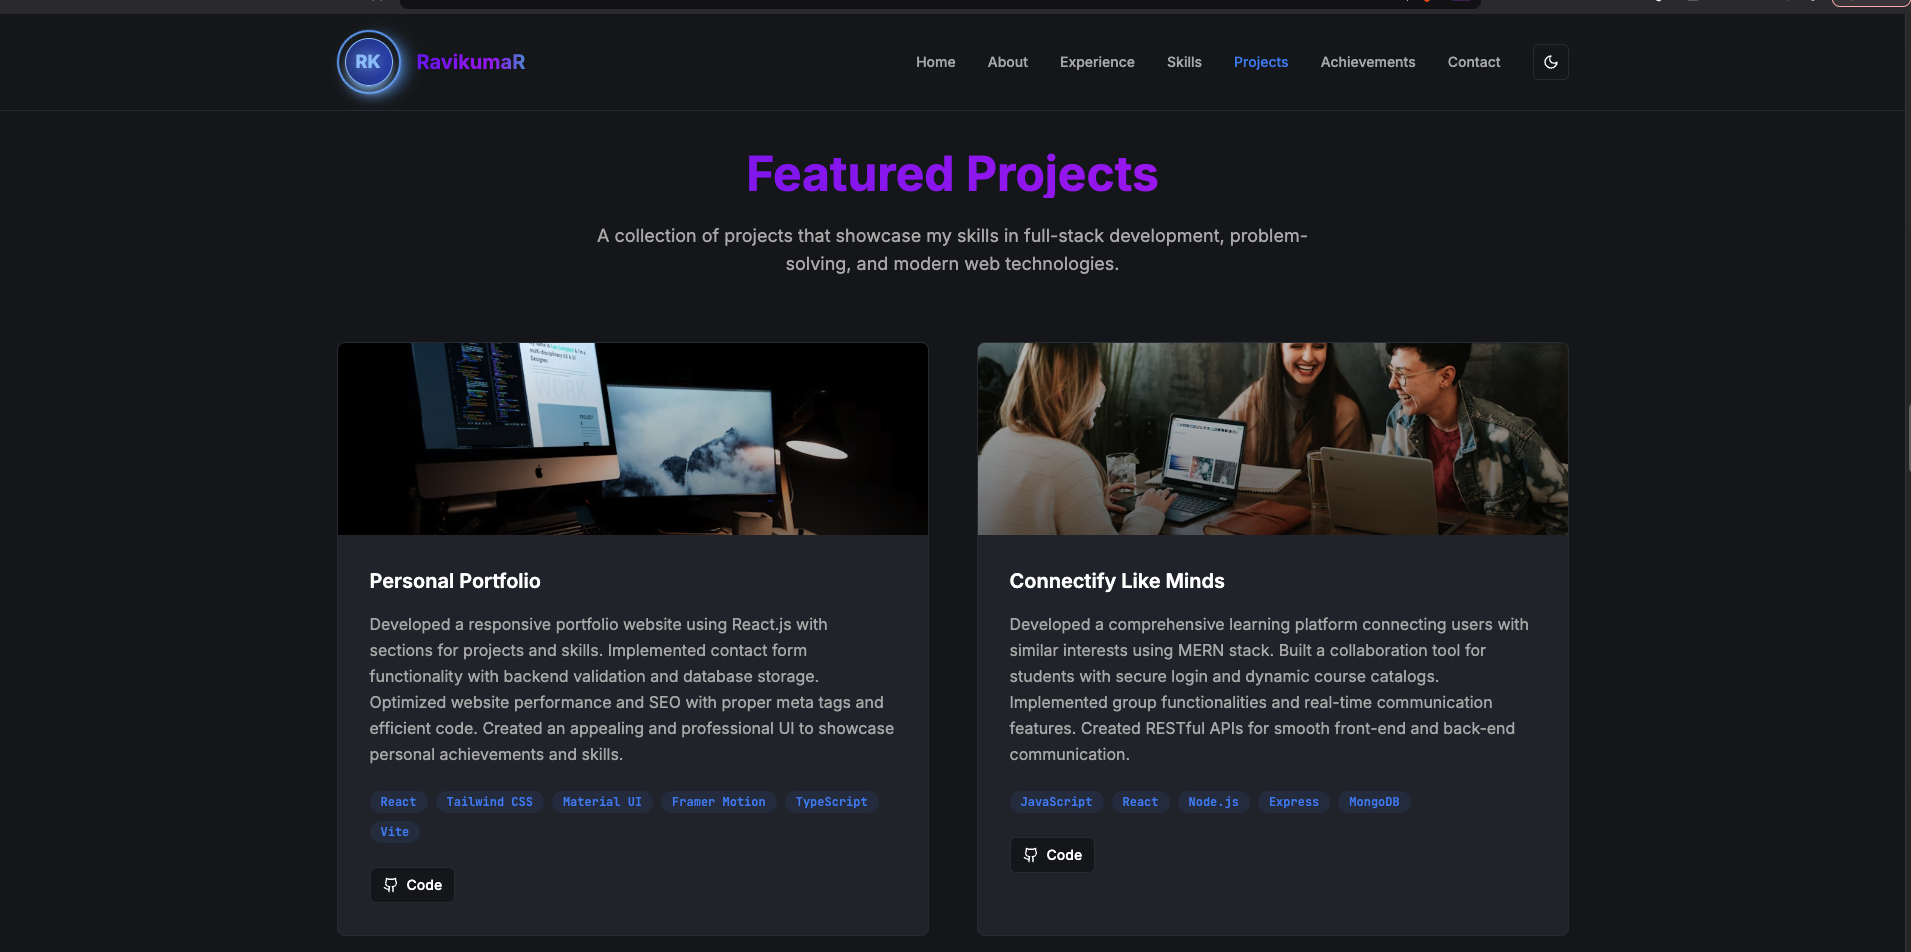 RK
RavikumaR
Home
About
Experience
Skills
Projects
Achievements
Contact
Featured Projects
A collection of projects that showcase my skills in full-stack development, problem-
solving, and modern web technologies.
multi-disciplinary UX & UI
Designer.
WORK
PROJECT
Personal Portfolio
Developed a responsive portfolio website using React.js with
sections for projects and skills. Implemented contact form
functionality with backend validation and database storage.
Optimized website performance and SEO with proper meta tags and
efficient code. Created an appealing and professional UI to showcase
personal achievements and skills.
React
Tailwind CSS
Material UI
Framer Motion
TypeScript
Vite
Code
Connectify Like Minds
Developed a comprehensive learning platform connecting users with
similar interests using MERN stack. Built a collaboration tool for
students with secure login and dynamic course catalogs.
Implemented group functionalities and real-time communication
features. Created RESTful APIs for smooth front-end and back-end
communication.
JavaScript
React
Node.js
Express
MongoDB
Code